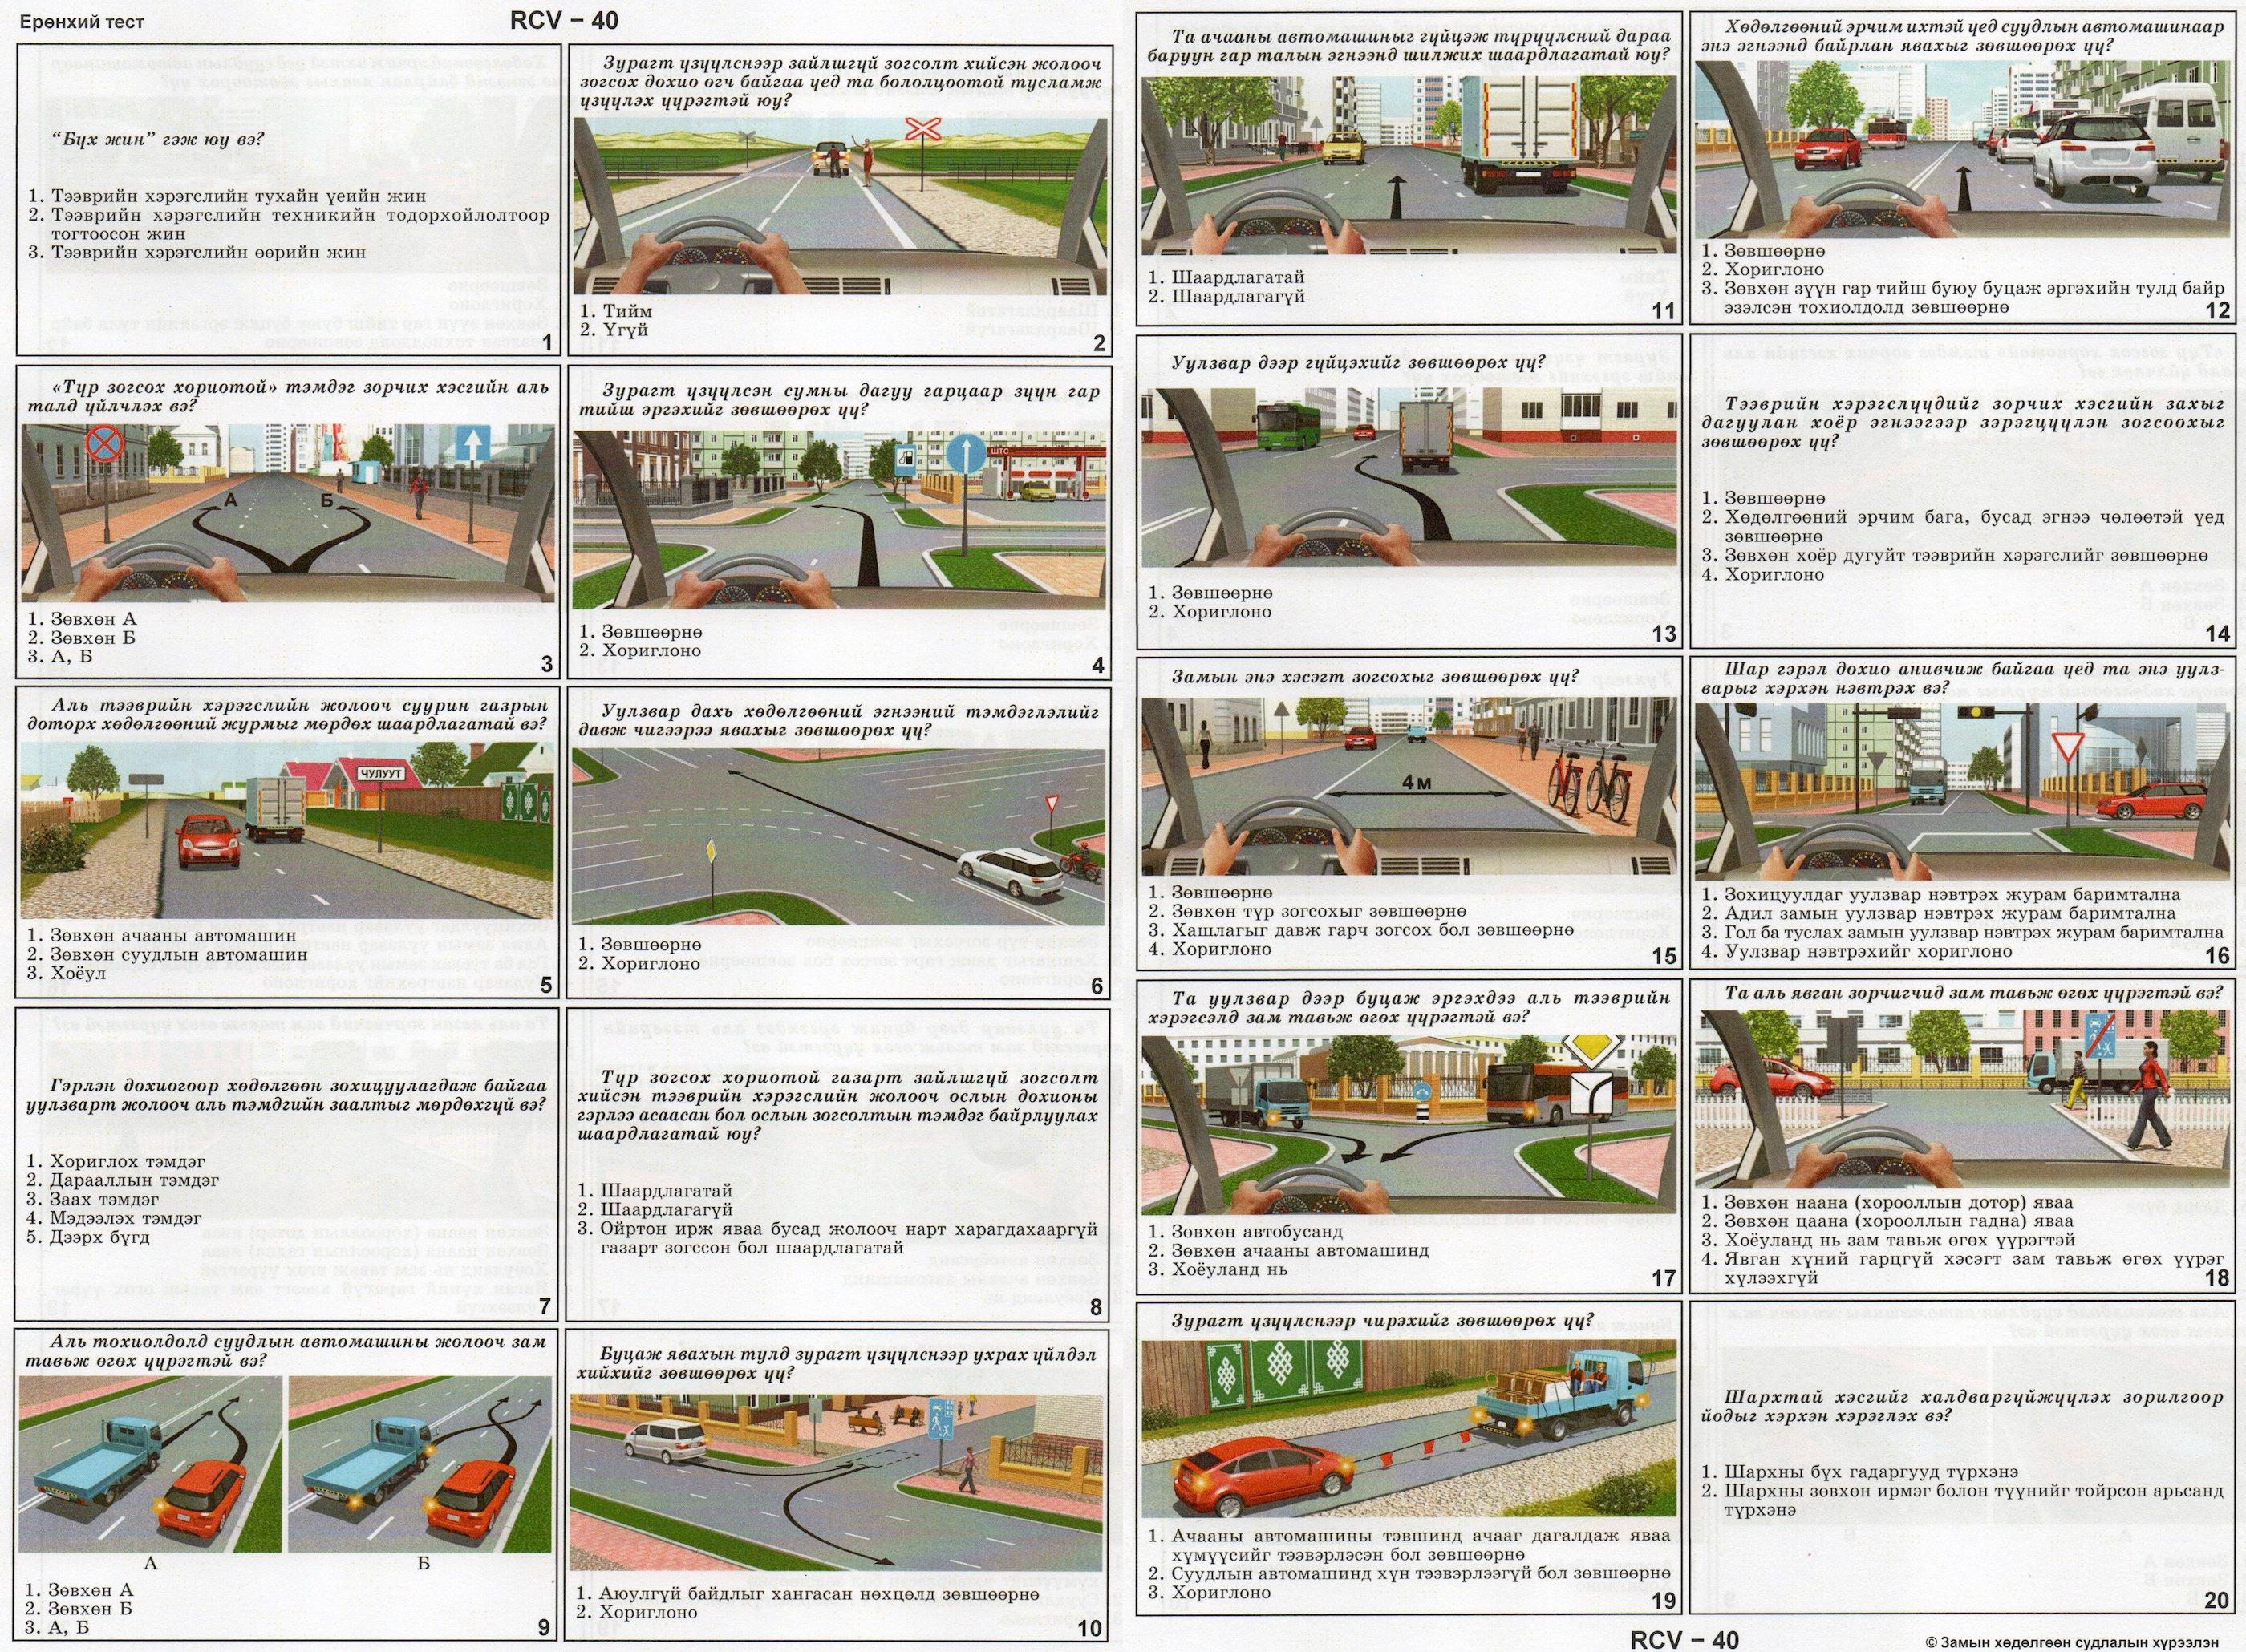 Ерөнхий тест
RCV – 40
“Бүх жин” гэж юу вэ?
1. Тээврийн хэрэгслийн тухайн үеийн жин
2. Тээврийн хэрэгслийн техникийн тодорхойлолтоор
тогтоосон жин
3. Тээврийн хэрэгслийн өөрийн жин
1
Зурагт үзүүлснээр зайлшгүй зогсолт хийсэн жолооч
зогсох дохио өгч байгаа үед та бололцоотой тусламж
үзүүлэх үүрэгтэй юу?
1. Тийм
2. Үгүй
2
«Түр зогсох хориотой» тэмдэг зорчих хэсгийн аль
талд үйлчлэх вэ?
А
Б
1. Зөвхөн А
2. Зөвхөн Б
3. А, Б
3
Зурагт үзүүлсэн сумны дагуу гарцаар зүүн гар
тийш эргэхийг зөвшөөрөх үү?
ШТС
1. Зөвшөөрнө
2. Хориглоно
4
Аль тээврийн хэрэгслийн жолооч суурин газрын
доторх хөдөлгөөний журмыг мөрдөх шаардлагатай вэ?
ЧУЛУУТ
1. Зөвхөн ачааны автомашин
2. Зөвхөн суудлын автомашин
3. Хоёул
5
Уулзвар дахь хөдөлгөөний эгнээний тэмдэглэлийг
давж чигээрээ явахыг зөвшөөрөх үү?
1. Зөвшөөрнө
2. Хориглоно
6
Гэрлэн дохиогоор хөдөлгөөн зохицуулагдаж байгаа
уулзварт жолооч аль тэмдгийн заалтыг мөрдөхгүй вэ?
1. Хориглох тэмдэг
2. Дарааллын тэмдэг
3. Заах тэмдэг
4. Мэдээлэх тэмдэг
5. Дээрх бүгд
7
Түр зогсох хориотой газарт зайлшгүй зогсолт
хийсэн тээврийн хэрэгслийн жолооч ослын дохионы
гэрлээ асаасан бол ослын зогсолтын тэмдэг байрлуулах
шаардлагатай юу?
1. Шаардлагатай
2. Шаардлагагүй
3. Ойртон ирж яваа бусад жолооч нарт харагдахааргүй
газарт зогссон бол шаардлагатай
8
Аль тохиолдолд суудлын автомашины жолооч зам
тавьж өгөх үүрэгтэй вэ?
А
Б
1. Зөвхөн А
2. Зөвхөн Б
3. А, Б
9
Буцаж явахын тулд зурагт үзүүлснээр ухрах үйлдэл
хийхийг зөвшөөрөх үү?
1. Аюулгүй байдлыг хангасан нөхцөлд зөвшөөрнө
2. Хориглоно
10
Та ачааны автомашиныг гүйцэж түрүүлсний дараа
баруун гар талын эгнээнд шилжих шаардлагатай юу?
1. Шаардлагатай
2. Шаардлагагүй
11
Хөдөлгөөний эрчим ихтэй үед суудлын автомашинаар
энэ эгнээнд байрлан явахыг зөвшөөрөх үү?
1. Зөвшөөрнө
2. Хориглоно
3. Зөвхөн зүүн гар тийш буюу буцаж эргэхийн тулд байр
эзэлсэн тохиолдолд зөвшөөрнө
12
Уулзвар дээр гүйцэхийг зөвшөөрөх үү?
1. Зөвшөөрнө
2. Хориглоно
13
Тээврийн хэрэгслүүдийг зорчих хэсгийн захыг
дагуулан хоёр эгнээгээр зэрэгцүүлэн зогсоохыг
зөвшөөрөх үү?
1. Зөвшөөрнө
2. Хөдөлгөөний эрчим бага, бусад эгнээ чөлөөтэй үед
зөвшөөрнө
3. Зөвхөн хоёр дугуйт тээврийн хэрэгслийг зөвшөөрнө
4. Хориглоно
14
Замын энэ хэсэгт зогсохыг зөвшөөрөх үү?
4м
1. Зөвшөөрнө
2. Зөвхөн түр зогсохыг зөвшөөрнө
3. Хашлагыг давж гарч зогсох бол зөвшөөрнө
4. Хориглоно
15
Шар гэрэл дохио анивчиж байгаа үед та энэ уулз-
варыг хэрхэн нэвтрэх вэ?
1. Зохицуулдаг уулзвар нэвтрэх журам баримтална
2. Адил замын уулзвар нэвтрэх журам баримтална
3. Гол ба туслах замын уулзвар нэвтрэх журам баримтална
4. Уулзвар нэвтрэхийг хориглоно
16
Та уулзвар дээр буцаж эргэхдээ аль тээврийн
хэрэгсэлд зам тавьж өгөх үүрэгтэй вэ?
1. Зөвхөн автобусанд
2. Зөвхөн ачааны автомашинд
3. Хоёуланд нь
17
Та аль явган зорчигчид зам тавьж өгөх үүрэгтэй вэ?
1. Зөвхөн наана (хорооллын дотор) яваа
2. Зөвхөн цаана (хорооллын гадна) яваа
3. Хоёуланд нь зам тавьж өгөх үүрэгтэй
4. Явган хүний гарцгүй хэсэгт зам тавьж өгөх үүрэг
хүлээхгүй
18
Зурагт үзүүлснээр чирэхийг зөвшөөрөх үү?
1. Ачааны автомашины тэвшинд ачааг дагалдаж яваа
хүмүүсийг тээвэрлэсэн бол зөвшөөрнө
2. Суудлын автомашинд хүн тээвэрлээгүй бол зөвшөөрнө
3. Хориглоно
19
Шархтай хэсгийг халдваргүйжүүлэх зорилгоор
йодыг хэрхэн хэрэглэх вэ?
1. Шархны бүх гадаргууд түрхэнэ
2. Шархны зөвхөн ирмэг болон түүнийг тойрсон арьсанд
түрхэнэ
20
RCV – 40
© Замын хөдөлгөөн судлалын хүрээлэн